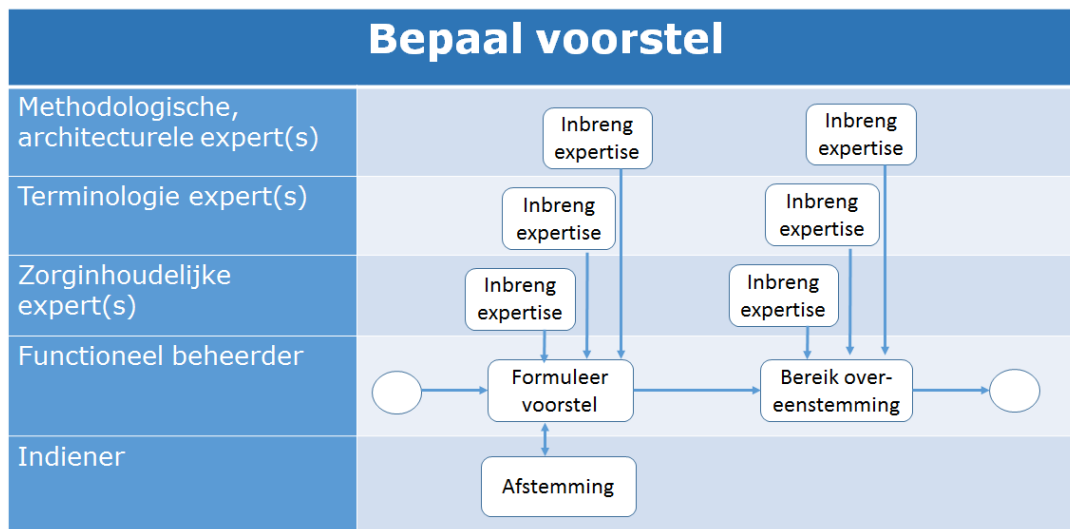 Bepaal voorstel
Methodologische,
architecturele expert(s)
Inbreng
expertise
Inbreng
expertise
Terminologie expert(s)
Inbreng
expertise
Inbreng
expertise
Zorginhoudelijke
expert(s)
Inbreng
expertise
Inbreng
expertise
Functioneel beheerder
Formuleer
voorstel
Bereik over-
eenstemming
Indiener
Afstemming